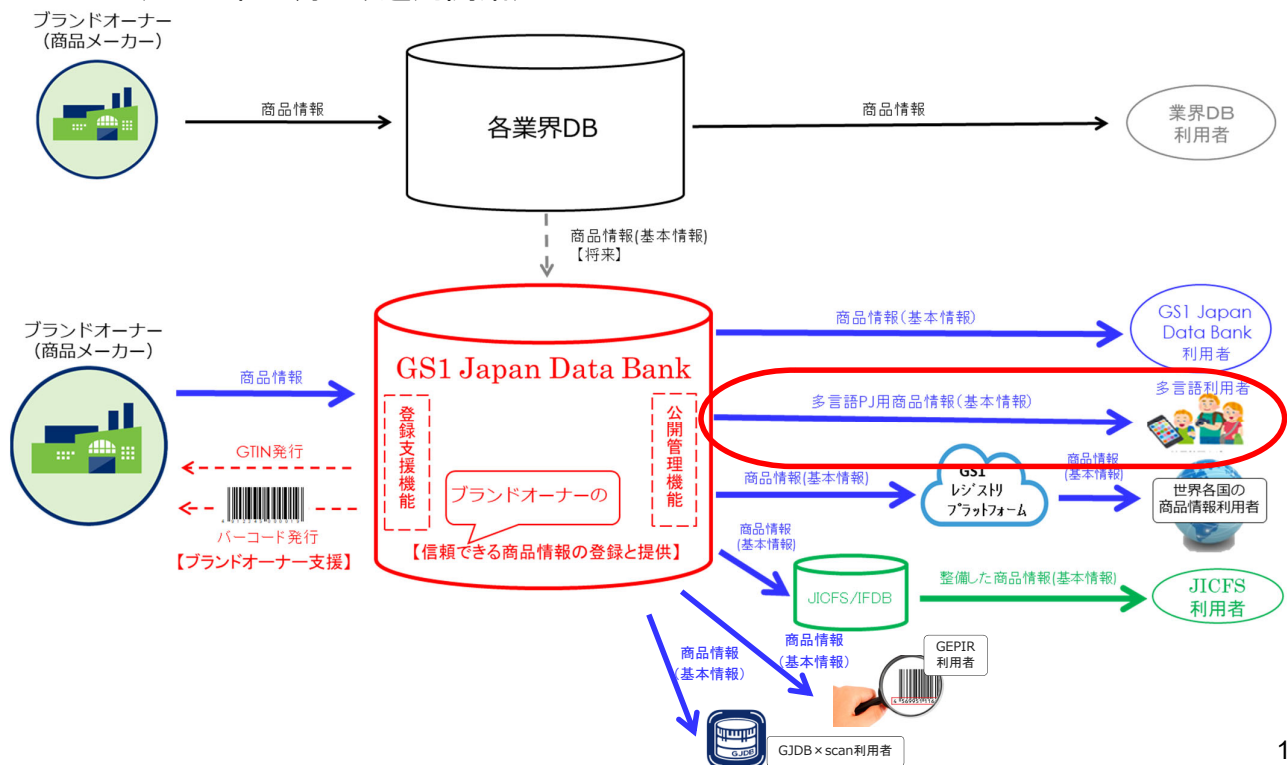 ブランドオーナー
(商品メーカー)
商品情報
各業界DB
商品情報
業界DB
利用者
商品情報(基本情報)
【将来】
ブランドオーナー
(商品メーカー)
商品情報
GTIN発行
バーコード発行
【ブランドオーナー支援】
GS1 Japan Data Bank
登録支援機能
公開管理機能
ブランドオーナーの
【信頼できる商品情報の登録と提供】
商品情報(基本情報)
GS1 Japan
Data Bank
利用者
多言語PJ用商品情報(基本情報)
多言語利用者
商品情報(基本情報)
GS1
レジストリ
プラットフォーム
商品情報
(基本情報)
世界各国の
商品情報利用者
商品情報
(基本情報)
JICFS/IFDB
整備した商品情報(基本情報)
JICFS
利用者
商品情報
(基本情報)
GEPIR
利用者
商品情報
(基本情報)
GJDB
GJDB×scan利用者
1